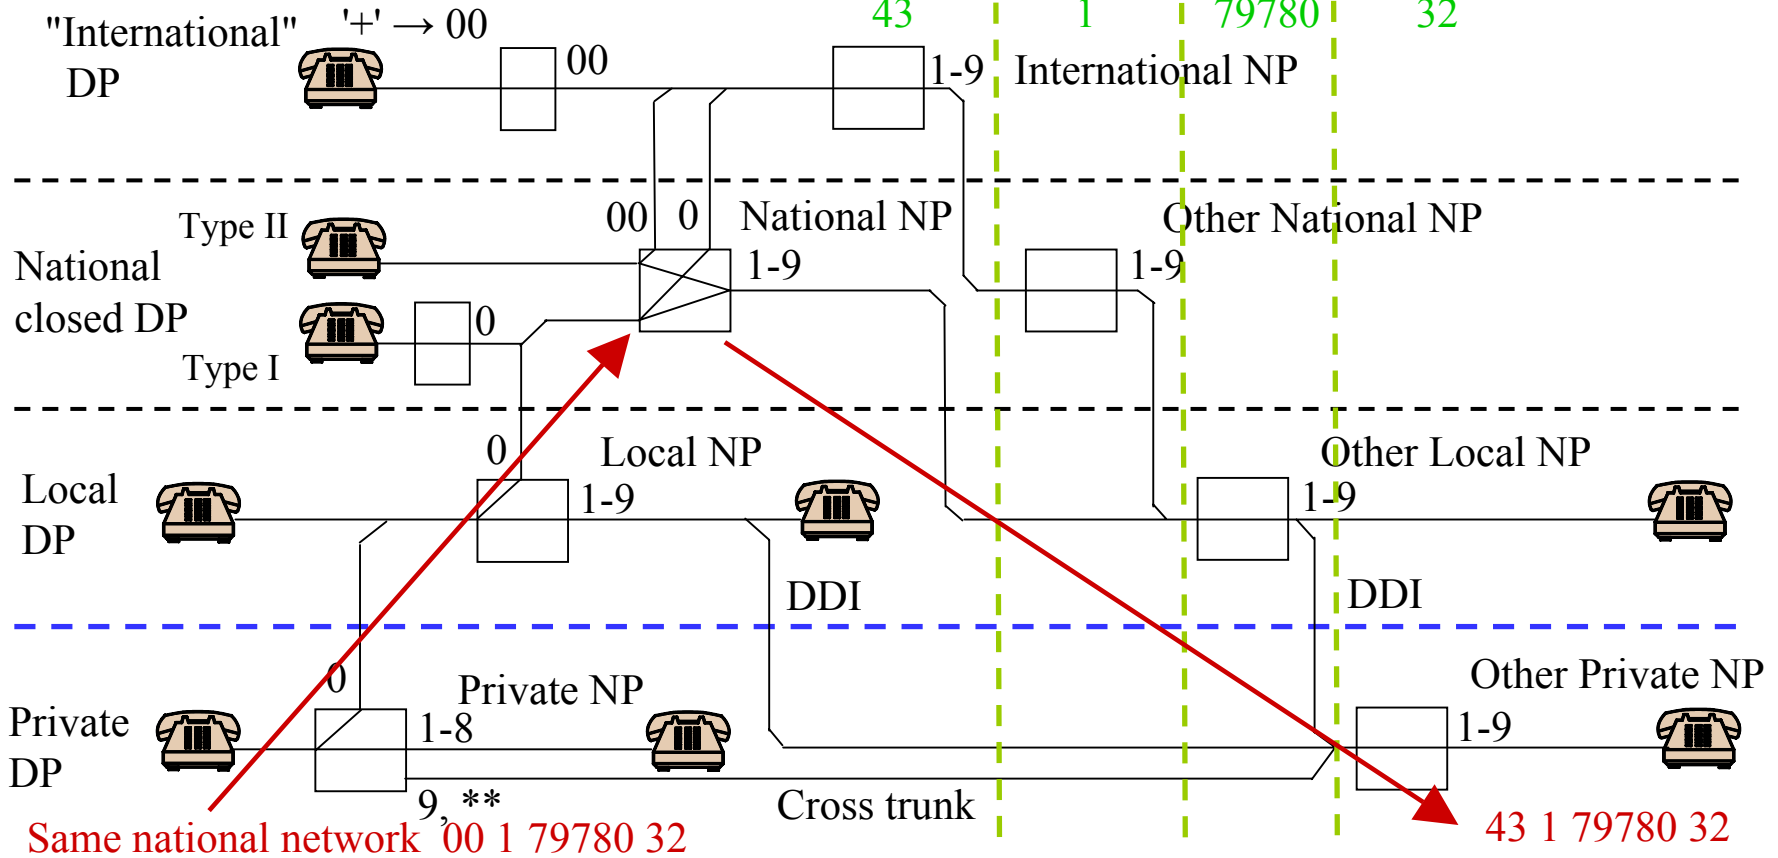 "International" '+' → 00 43 1 79780 32
DP 00 1-9 International NP
Type II 00 0 National NP Other National NP
National 1-9 1-9
closed DP 0
Type I
0 Local NP Other Local NP
Local 1-9 1-9
DP
DDI DDI
0 Private NP Other Private NP
Private 1-8 1-9
DP
9, ** Cross trunk
Same national network 00 1 79780 32 43 1 79780 32